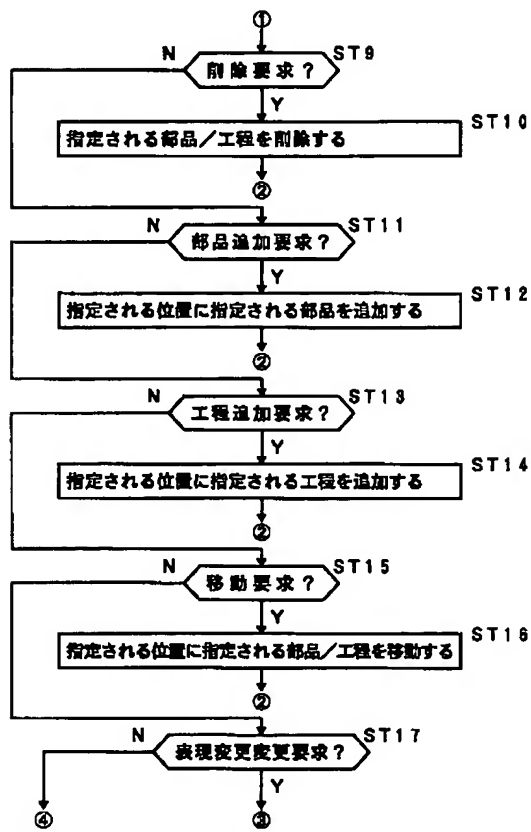 ①
N
ST9
削除要求？
Y
ST10
指定される部品／工程を削除する
②
N
ST11
部品追加要求？
Y
ST12
指定される位置に指定される部品を追加する
②
N
ST13
工程追加要求？
Y
ST14
指定される位置に指定される工程を追加する
②
N
ST15
移動要求？
Y
ST16
指定される位置に指定される部品／工程を移動する
②
N
ST17
表現変更変更要求？
Y
④
③